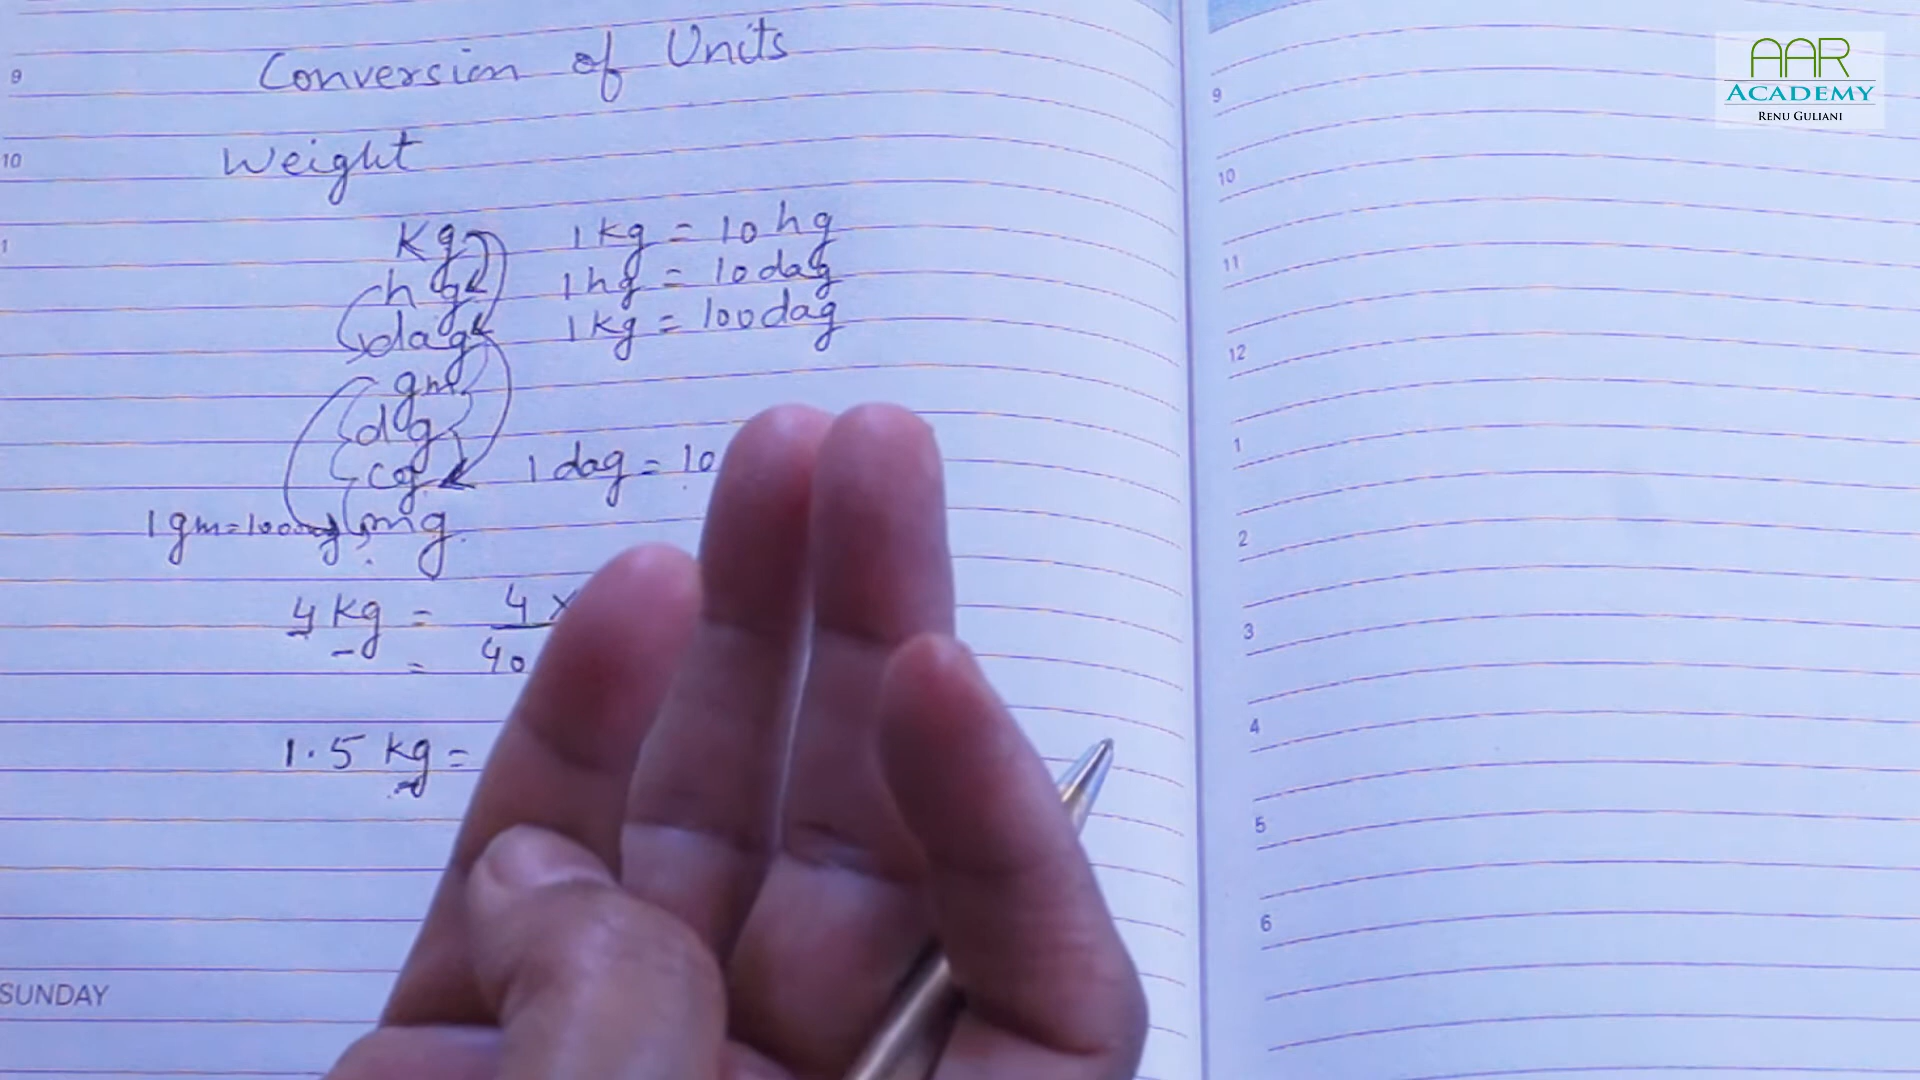 Conversion of Units
Weight
Kg 1 kg = 10 hg
hg 1 hg = 10 dag
dag 1 kg = 100 dag
gm
dg
cg 1 dag = 10
1 gm = 1000mg mg
4 kg = 4 x
= 40
1.5 kg =
9
10
1
SUNDAY
AAR
ACADEMY
RENU GULIANI
9
10
11
12
1
2
3
4
5
6